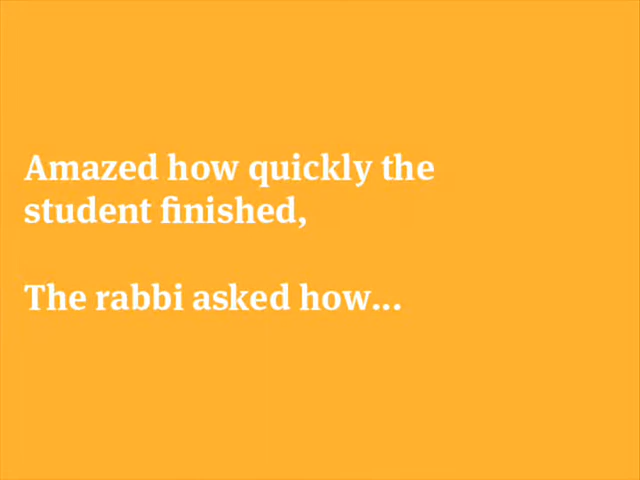 Amazed how quickly the
student finished,
The rabbi asked how...